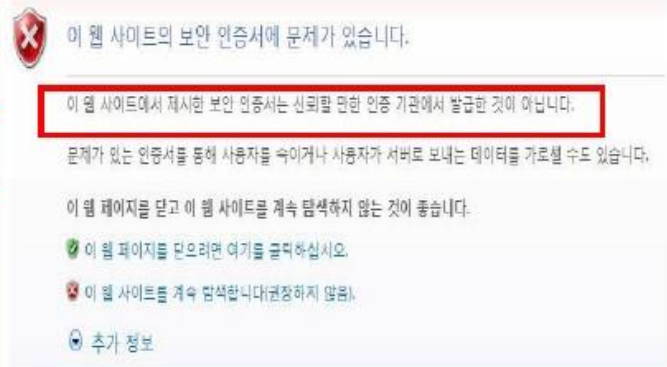 이 웹 사이트의 보안 인증서에 문제가 있습니다.
이 웹 사이트에서 제시한 보안 인증서는 신뢰할 만한 인증 기관에서 발급한 것이 아닙니다.
문제가 있는 인증서를 통해 사용자를 속이거나 사용자가 서버로 보내는 데이터를 가로챌 수도 있습니다.
이 웹 페이지를 닫고 이 웹 사이트를 계속 탐색하지 않는 것이 좋습니다.
이 웹 페이지를 닫으려면 여기를 클릭하십시오.
이 웹 사이트를 계속 탐색합니다(권장하지 않음).
추가 정보